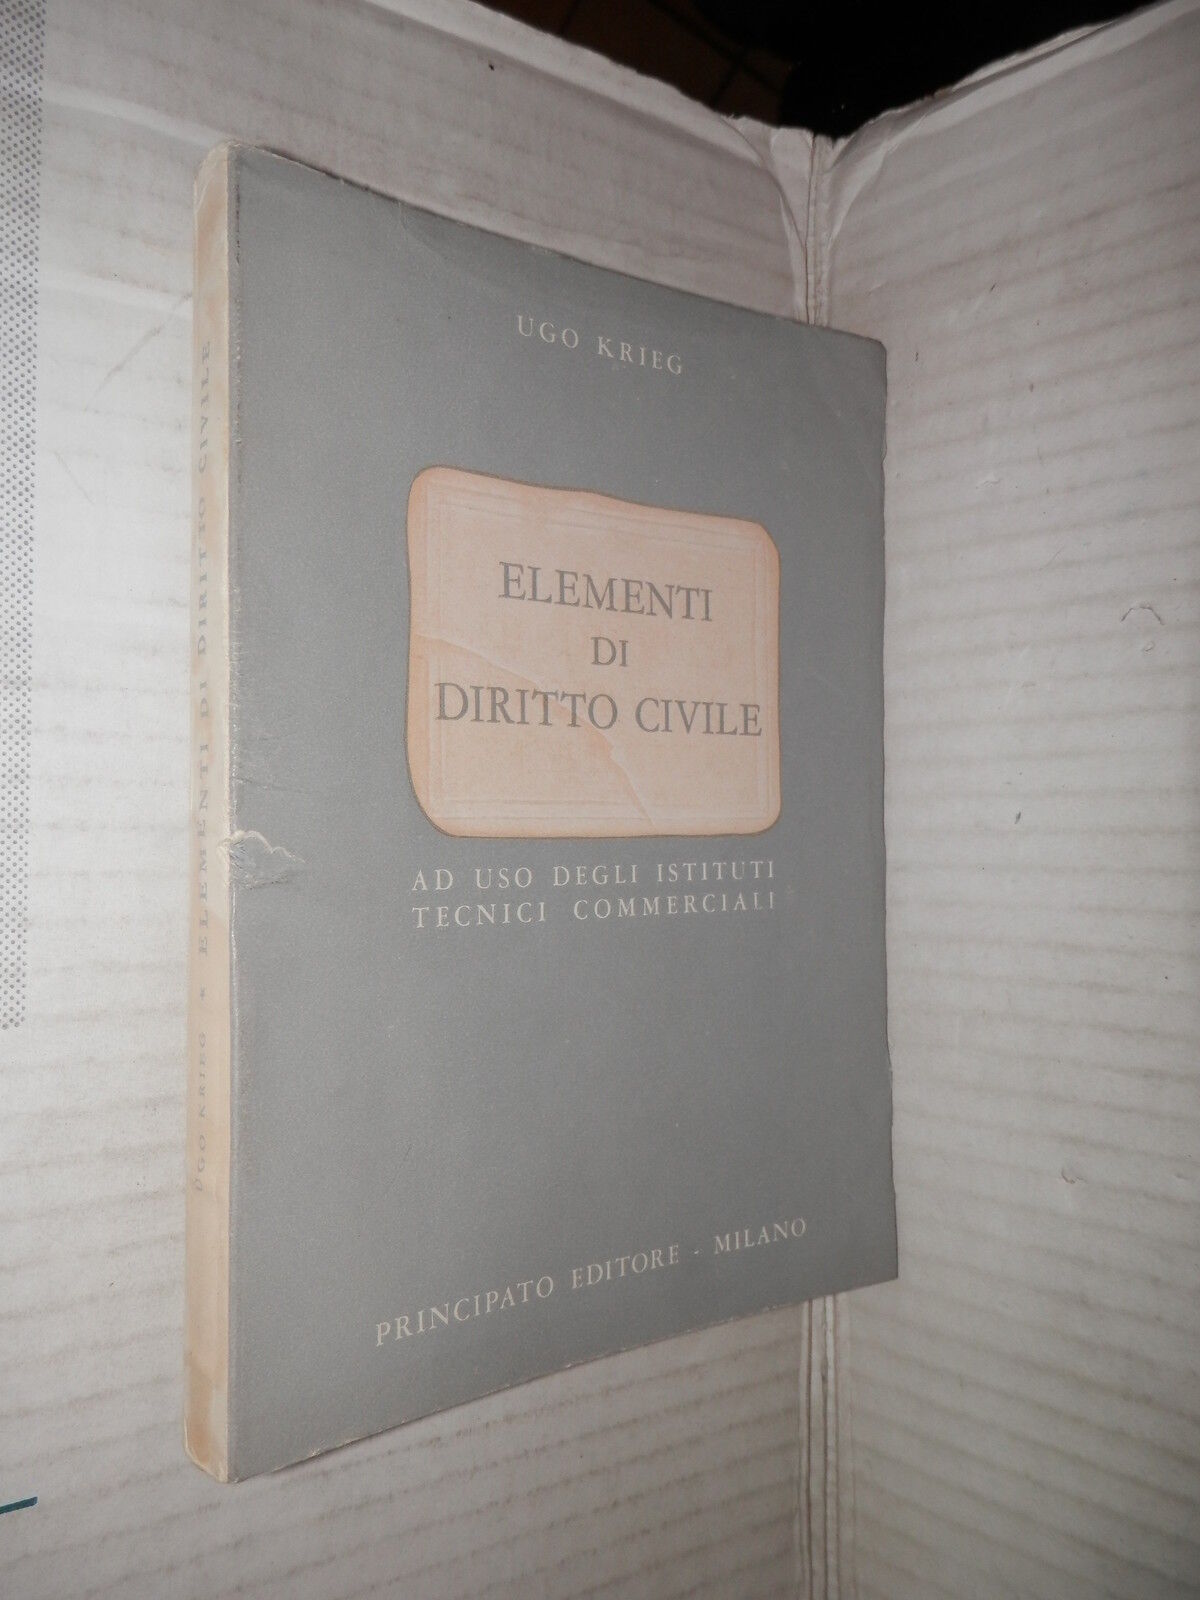 UGO KRIEG
ELEMENTI
DI
DIRITTO CIVILE
AD USO DEGLI ISTITUTI
TECNICI COMMERCIALI
PRINCIPATO EDITORE - MILANO
UGO KRIEG * ELEMENTI DI DIRITTO CIVILE